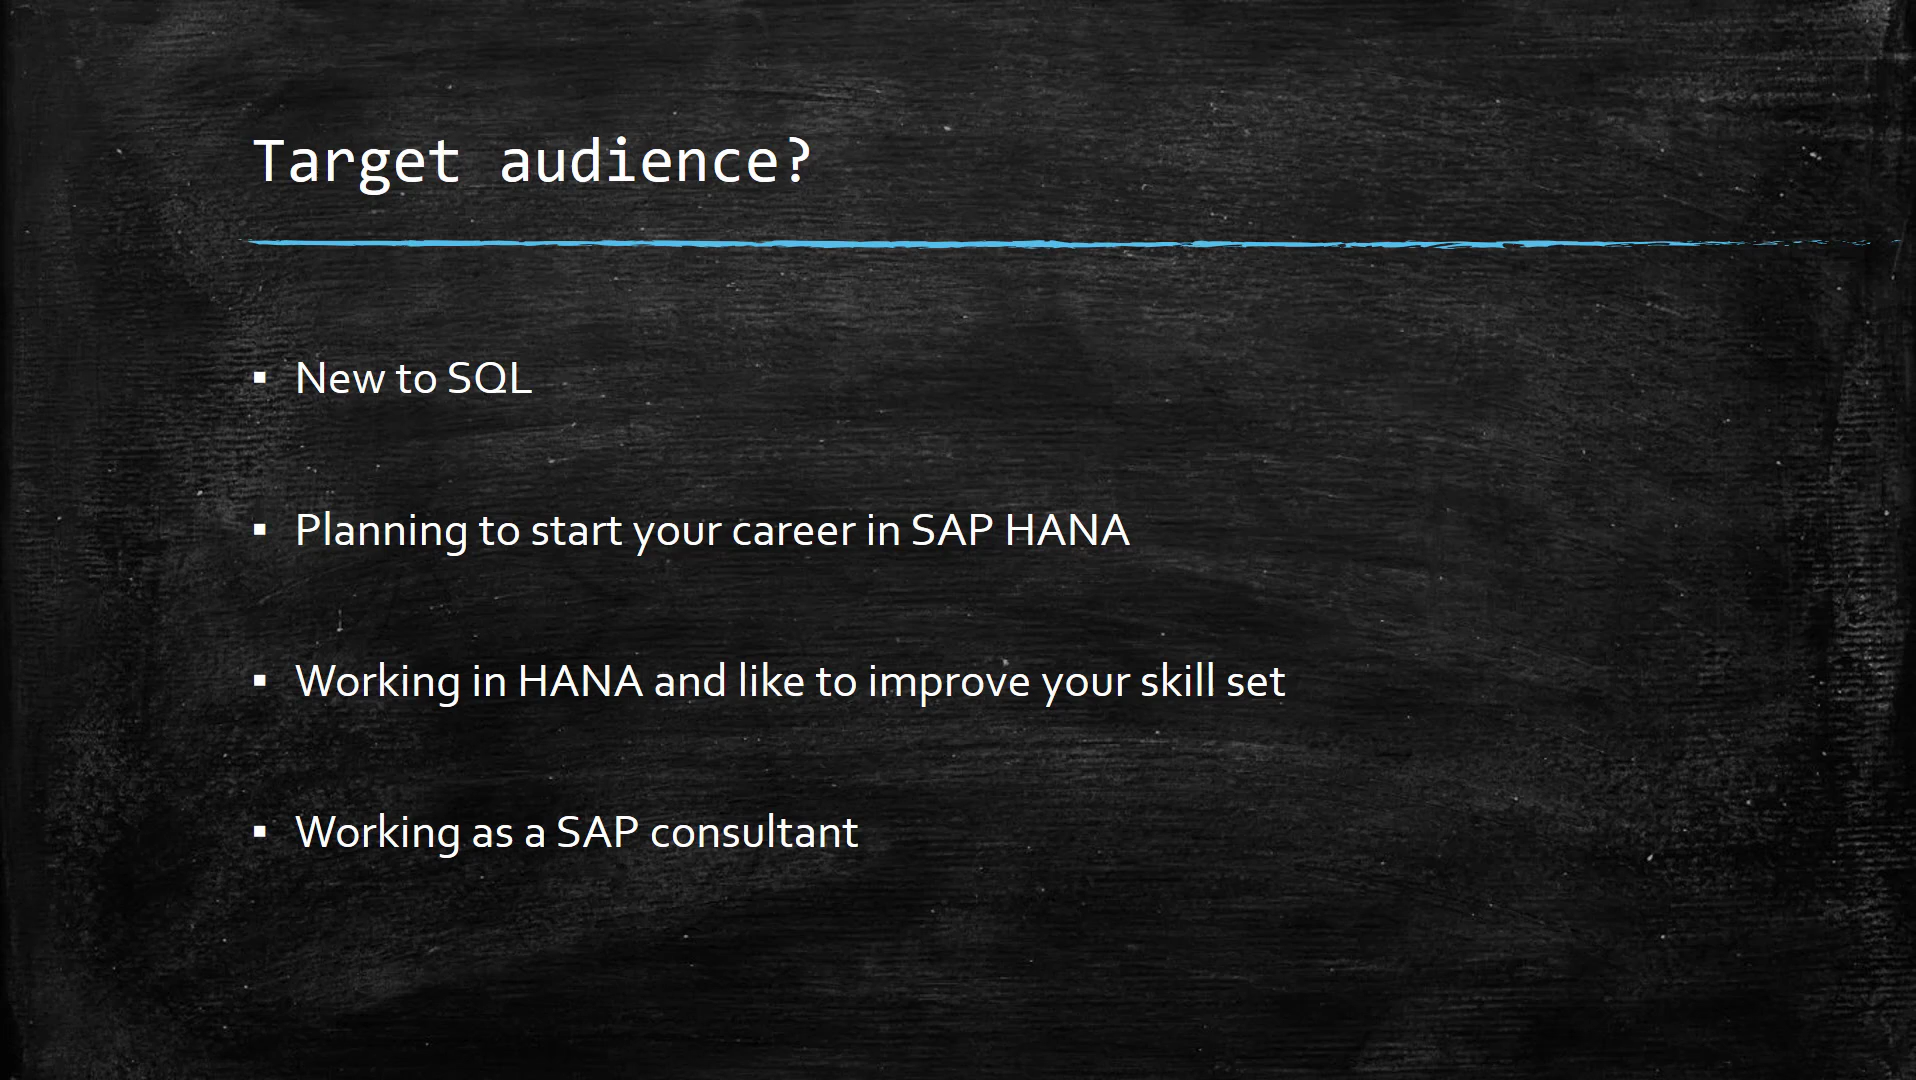 Target audience?
▪ New to SQL
▪ Planning to start your career in SAP HANA
▪ Working in HANA and like to improve your skill set
▪ Working as a SAP consultant